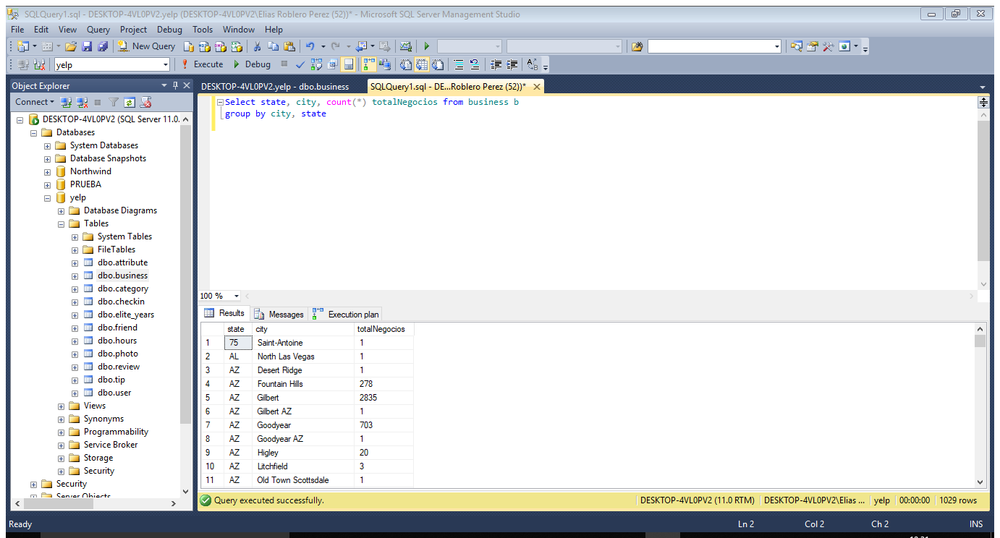 SQLQuery1.sql - DESKTOP-4VL0PV2.yelp (DESKTOP-4VL0PV2\Elias Roblero Perez (52))* - Microsoft SQL Server Management Studio
File Edit View Query Project Debug Tools Window Help
New Query
yelp Execute Debug
Object Explorer
Connect
DESKTOP-4VL0PV2 (SQL Server 11.0.
Databases
System Databases
Database Snapshots
Northwind
PRUEBA
yelp
Database Diagrams
Tables
System Tables
FileTables
dbo.attribute
dbo.business
dbo.category
dbo.checkin
dbo.elite_years
dbo.friend
dbo.hours
dbo.photo
dbo.review
dbo.tip
dbo.user
Views
Synonyms
Programmability
Service Broker
Storage
Security
Security
Server Objects
DESKTOP-4VL0PV2.yelp - dbo.business SQLQuery1.sql - DE...Roblero Perez (52))*
Select state, city, count(*) totalNegocios from business b
group by city, state
100 %
Results Messages Execution plan
state city totalNegocios
1 75 Saint-Antoine 1
2 AL North Las Vegas 1
3 AZ Desert Ridge 1
4 AZ Fountain Hills 278
5 AZ Gilbert 2835
6 AZ Gilbert AZ 1
7 AZ Goodyear 703
8 AZ Goodyear AZ 1
9 AZ Higley 20
10 AZ Litchfield 3
11 AZ Old Town Scottsdale 1
Query executed successfully. DESKTOP-4VL0PV2 (11.0 RTM) DESKTOP-4VL0PV2\Elias ... yelp 00:00:00 1029 rows
Ready Ln 2 Col 2 Ch 2 INS